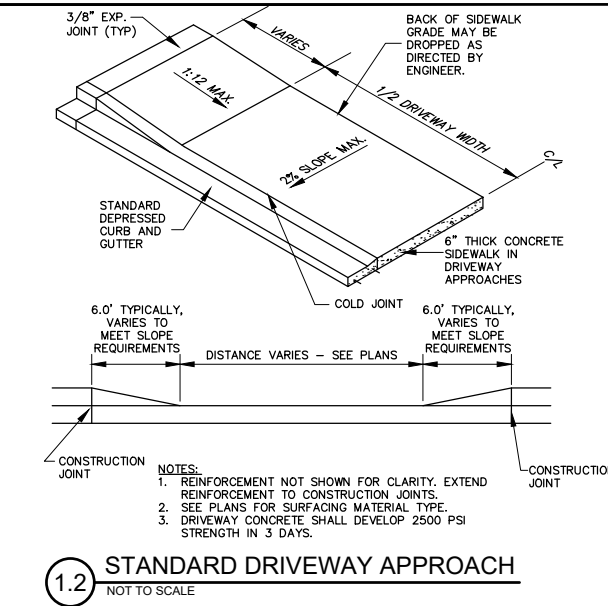 3/8" EXP.
JOINT (TYP)
VARIES
BACK OF SIDEWALK
GRADE MAY BE
DROPPED AS
DIRECTED BY
ENGINEER.
1:12 MAX.
1/2 DRIVEWAY WIDTH
C/L
2% SLOPE MAX.
STANDARD
DEPRESSED
CURB AND
GUTTER
6" THICK CONCRETE
SIDEWALK IN
DRIVEWAY
APPROACHES
COLD JOINT
6.0' TYPICALLY,
VARIES TO
MEET SLOPE
REQUIREMENTS
DISTANCE VARIES – SEE PLANS
6.0' TYPICALLY,
VARIES TO
MEET SLOPE
REQUIREMENTS
CONSTRUCTION
JOINT
CONSTRUCTION
JOINT
NOTES:
1. REINFORCEMENT NOT SHOWN FOR CLARITY. EXTEND
REINFORCEMENT TO CONSTRUCTION JOINTS.
2. SEE PLANS FOR SURFACING MATERIAL TYPE.
3. DRIVEWAY CONCRETE SHALL DEVELOP 2500 PSI
STRENGTH IN 3 DAYS.
1.2 STANDARD DRIVEWAY APPROACH
NOT TO SCALE